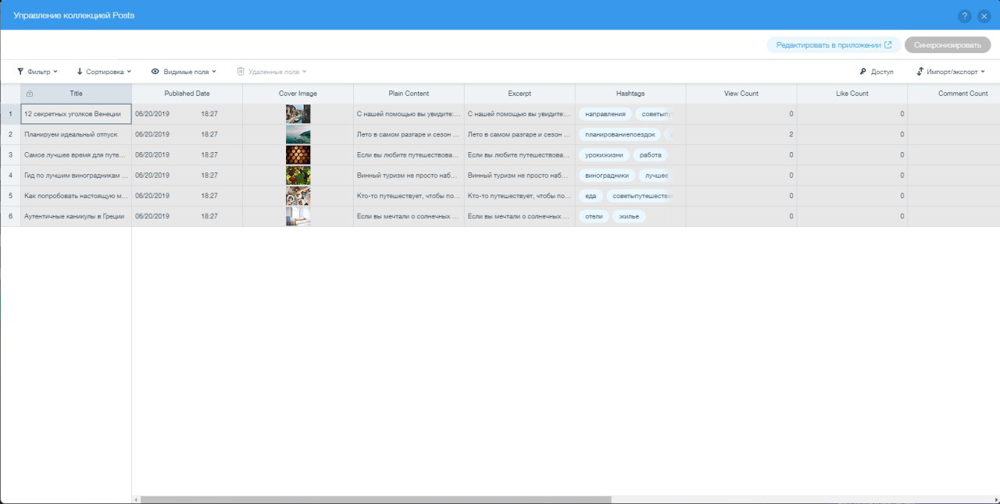 Управление коллекцией Posts
?
Редактировать в приложении
Синхронизировать
Фильтр Сортировка Видимые поля Удаленные поля Доступ Импорт/экспорт
Title Published Date Cover Image Plain Content Excerpt Hashtags View Count Like Count Comment Count
1 12 секретных уголков Венеции 06/20/2019 18:27 С нашей помощью вы увидите:... С нашей помощью вы увидите:... направления советыпу 0 0
2 Планируем идеальный отпуск 06/20/2019 18:27 Лето в самом разгаре и сезон ... Лето в самом разгаре и сезон ... планированиепоездок с 2 0
3 Самое лучшее время для путе... 06/20/2019 18:27 Если вы любите путешествова... Если вы любите путешествова... урокижизни работа 0 0
4 Гид по лучшим виноградникам ... 06/20/2019 18:27 Винный туризм не просто наб... Винный туризм не просто наб... виноградники лучшее 0 0
5 Как попробовать настоящую м... 06/20/2019 18:27 Кто-то путешествует, чтобы по... Кто-то путешествует, чтобы по... еда советыпутешестве 0 0
6 Аутентичные каникулы в Греции 06/20/2019 18:27 Если вы мечтали о солнечных ... Если вы мечтали о солнечных ... отели жилье 0 0